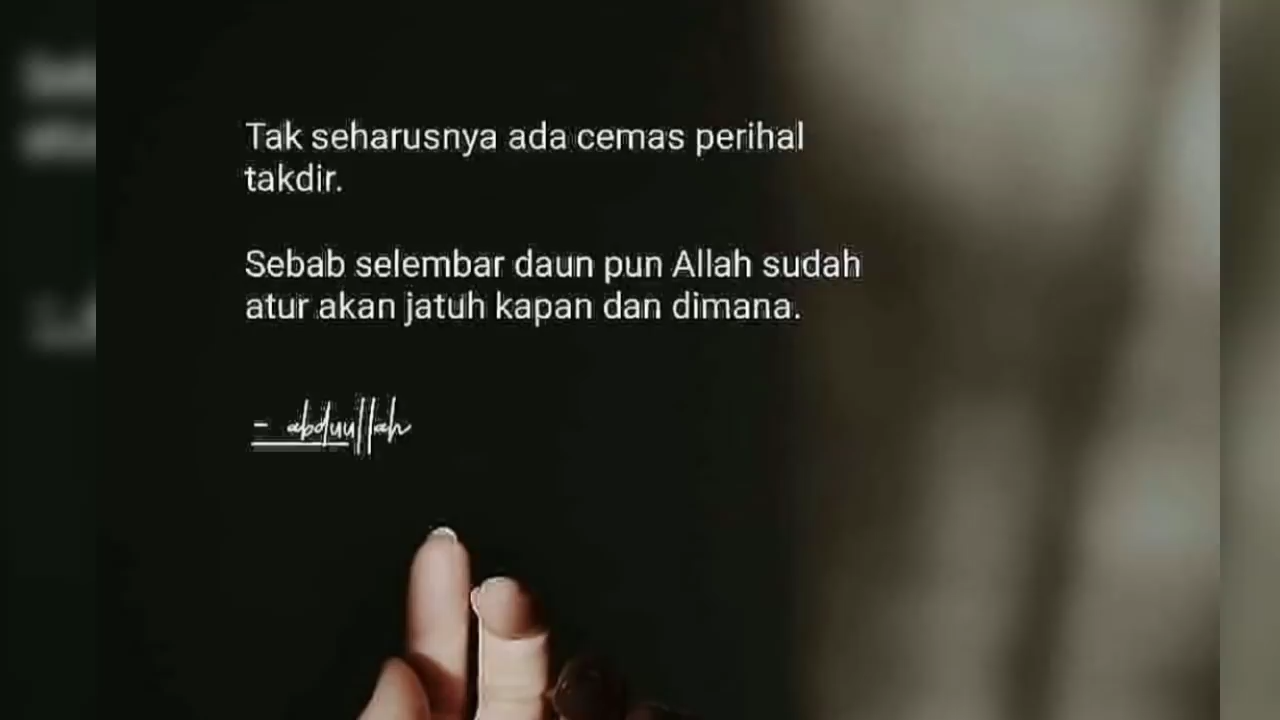 Tak seharusnya ada cemas perihal
takdir.
Sebab selembar daun pun Allah sudah
atur akan jatuh kapan dan dimana.
- abduullah